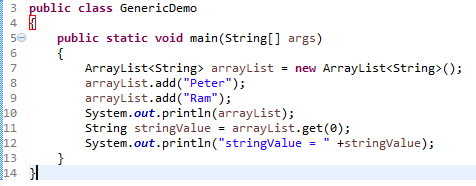 3 public class GenericDemo
4 {
5 public static void main(String[] args)
6 {
7 ArrayList<String> arrayList = new ArrayList<String>();
8 arrayList.add("Peter");
9 arrayList.add("Ram");
10 System.out.println(arrayList);
11 String stringValue = arrayList.get(0);
12 System.out.println("stringValue = " +stringValue);
13 }
14 }